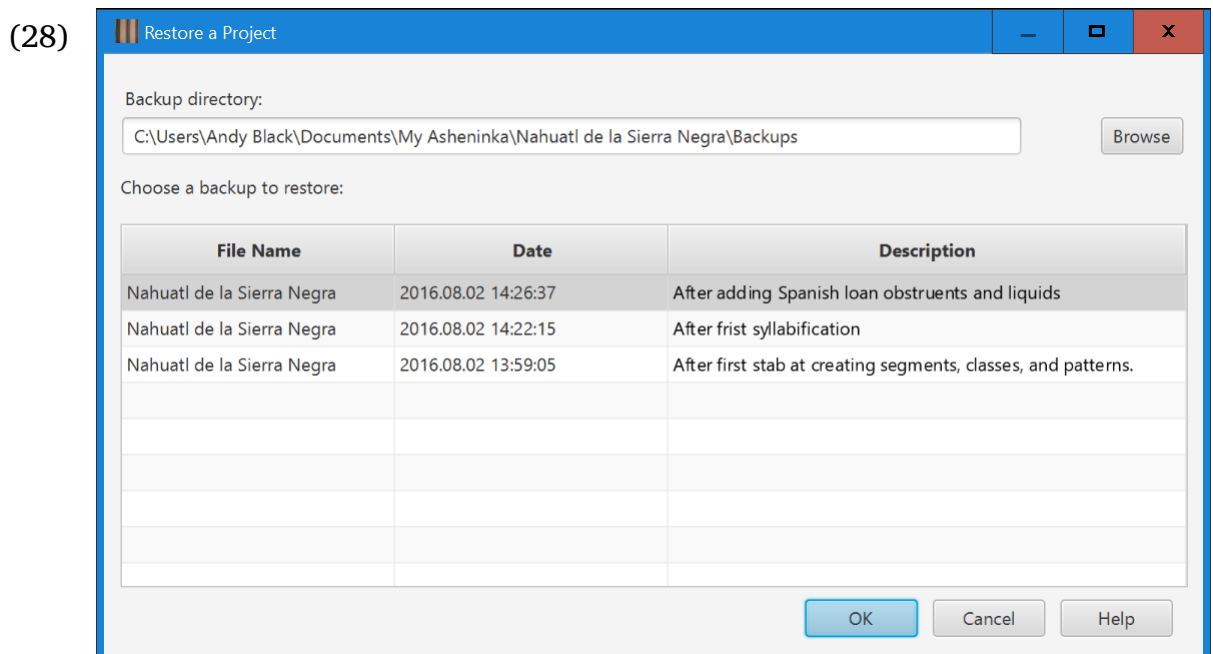 (28)
Restore a Project
Backup directory:
C:\Users\Andy Black\Documents\My Asheninka\Nahuatl de la Sierra Negra\Backups
Browse
Choose a backup to restore:
File Name Date Description
Nahuatl de la Sierra Negra 2016.08.02 14:26:37 After adding Spanish loan obstruents and liquids
Nahuatl de la Sierra Negra 2016.08.02 14:22:15 After frist syllabification
Nahuatl de la Sierra Negra 2016.08.02 13:59:05 After first stab at creating segments, classes, and patterns.
OK Cancel Help